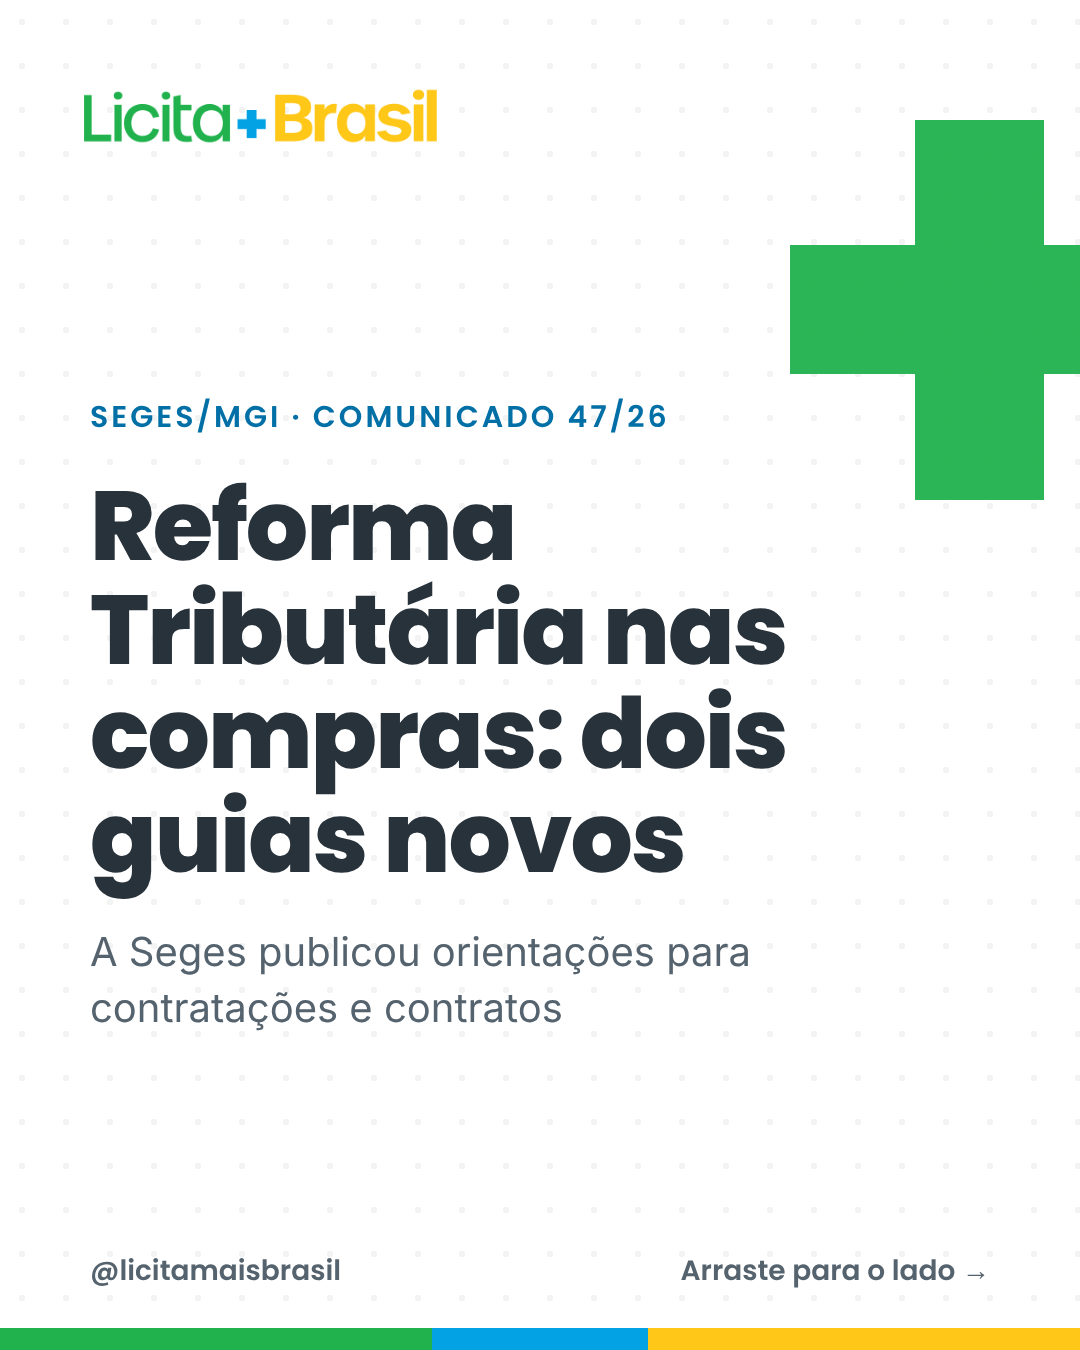 Licita+Brasil
SEGES/MGI · COMUNICADO 47/26
Reforma
Tributária nas
compras: dois
guias novos
A Seges publicou orientações para
contratações e contratos
@licitamaisbrasil
Arraste para o lado →